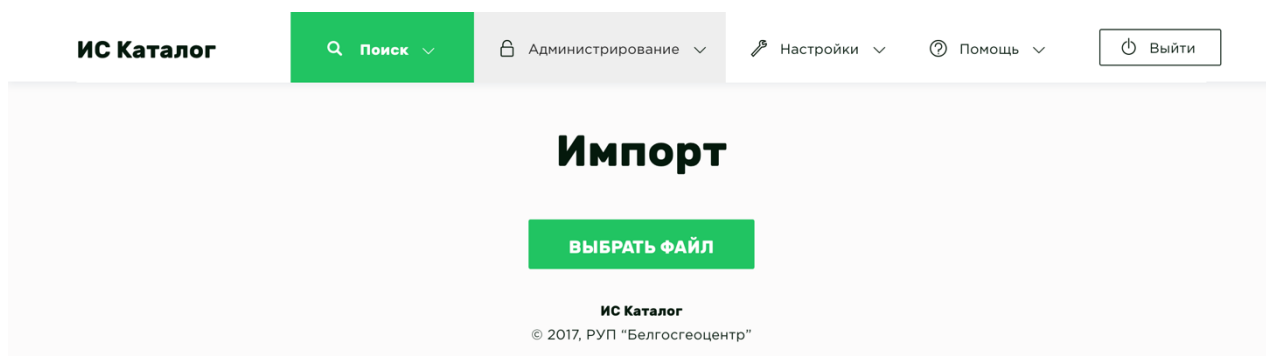 ИС Каталог Поиск Администрирование Настройки Помощь Выйти
Импорт
ВЫБРАТЬ ФАЙЛ
ИС Каталог
© 2017, РУП “Белгосгеоцентр”